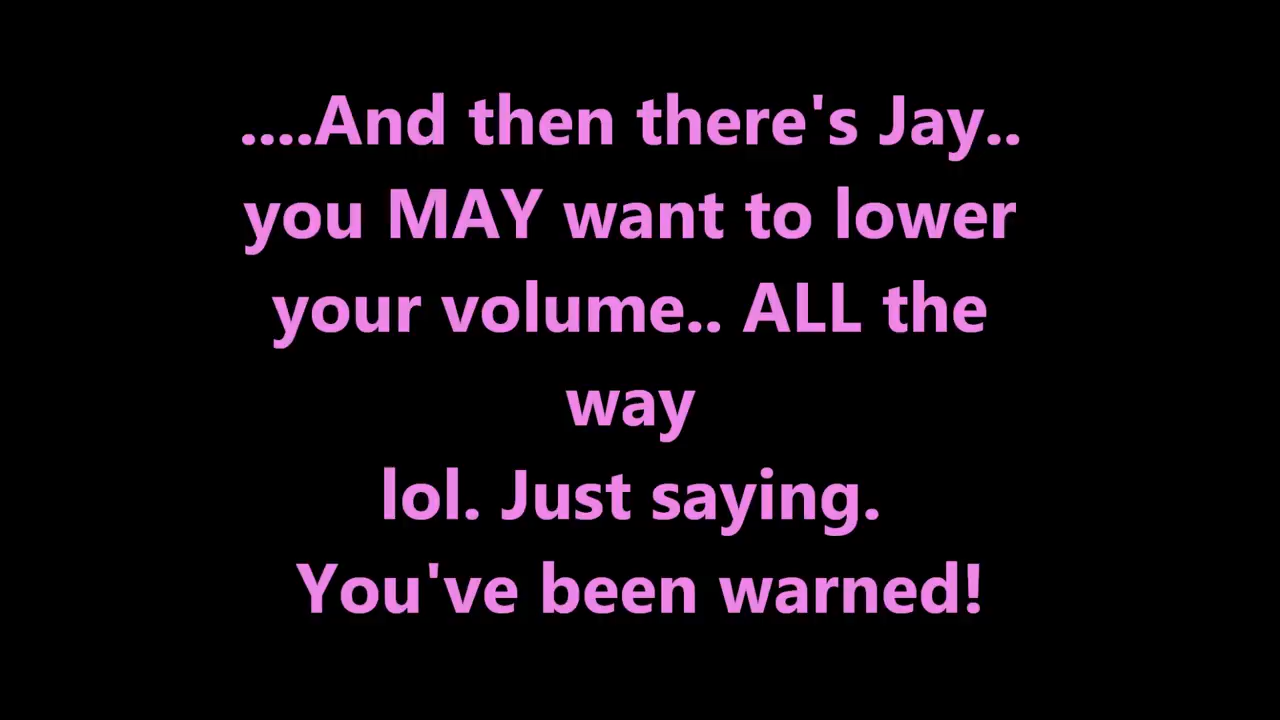 ....And then there's Jay..
you MAY want to lower
your volume.. ALL the
way
lol. Just saying.
You've been warned!